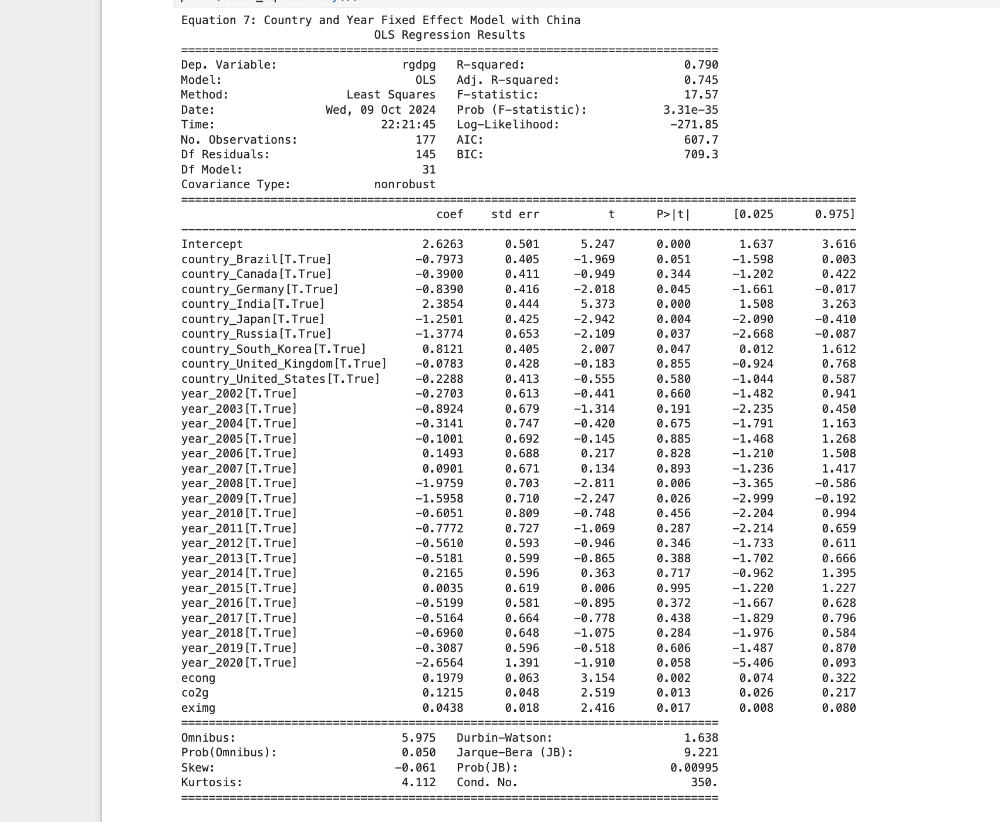 Equation 7: Country and Year Fixed Effect Model with China
OLS Regression Results
==============================================================================
Dep. Variable: rgdpg R-squared: 0.790
Model: OLS Adj. R-squared: 0.745
Method: Least Squares F-statistic: 17.57
Date: Wed, 09 Oct 2024 Prob (F-statistic): 3.31e-35
Time: 22:21:45 Log-Likelihood: -271.85
No. Observations: 177 AIC: 607.7
Df Residuals: 145 BIC: 709.3
Df Model: 31
Covariance Type: nonrobust
==================================================================================================
coef std err t P>|t| [0.025 0.975]
--------------------------------------------------------------------------------------------------
Intercept 2.6263 0.501 5.247 0.000 1.637 3.616
country_Brazil[T.True] -0.7973 0.405 -1.969 0.051 -1.598 0.003
country_Canada[T.True] -0.3900 0.411 -0.949 0.344 -1.202 0.422
country_Germany[T.True] -0.8390 0.416 -2.018 0.045 -1.661 -0.017
country_India[T.True] 2.3854 0.444 5.373 0.000 1.508 3.263
country_Japan[T.True] -1.2501 0.425 -2.942 0.004 -2.090 -0.410
country_Russia[T.True] -1.3774 0.653 -2.109 0.037 -2.668 -0.087
country_South_Korea[T.True] 0.8121 0.405 2.007 0.047 0.012 1.612
country_United_Kingdom[T.True] -0.0783 0.428 -0.183 0.855 -0.924 0.768
country_United_States[T.True] -0.2288 0.413 -0.555 0.580 -1.044 0.587
year_2002[T.True] -0.2703 0.613 -0.441 0.660 -1.482 0.941
year_2003[T.True] -0.8924 0.679 -1.314 0.191 -2.235 0.450
year_2004[T.True] -0.3141 0.747 -0.420 0.675 -1.791 1.163
year_2005[T.True] -0.1001 0.692 -0.145 0.885 -1.468 1.268
year_2006[T.True] 0.1493 0.688 0.217 0.828 -1.210 1.508
year_2007[T.True] 0.0901 0.671 0.134 0.893 -1.236 1.417
year_2008[T.True] -1.9759 0.703 -2.811 0.006 -3.365 -0.586
year_2009[T.True] -1.5958 0.710 -2.247 0.026 -2.999 -0.192
year_2010[T.True] -0.6051 0.809 -0.748 0.456 -2.204 0.994
year_2011[T.True] -0.7772 0.727 -1.069 0.287 -2.214 0.659
year_2012[T.True] -0.5610 0.593 -0.946 0.346 -1.733 0.611
year_2013[T.True] -0.5181 0.599 -0.865 0.388 -1.702 0.666
year_2014[T.True] 0.2165 0.596 0.363 0.717 -0.962 1.395
year_2015[T.True] 0.0035 0.619 0.006 0.995 -1.220 1.227
year_2016[T.True] -0.5199 0.581 -0.895 0.372 -1.667 0.628
year_2017[T.True] -0.5164 0.664 -0.778 0.438 -1.829 0.796
year_2018[T.True] -0.6960 0.648 -1.075 0.284 -1.976 0.584
year_2019[T.True] -0.3087 0.596 -0.518 0.606 -1.487 0.870
year_2020[T.True] -2.6564 1.391 -1.910 0.058 -5.406 0.093
econg 0.1979 0.063 3.154 0.002 0.074 0.322
co2g 0.1215 0.048 2.519 0.013 0.026 0.217
eximg 0.0438 0.018 2.416 0.017 0.008 0.080
==============================================================================
Omnibus: 5.975 Durbin-Watson: 1.638
Prob(Omnibus): 0.050 Jarque-Bera (JB): 9.221
Skew: -0.061 Prob(JB): 0.00995
Kurtosis: 4.112 Cond. No. 350.
==============================================================================